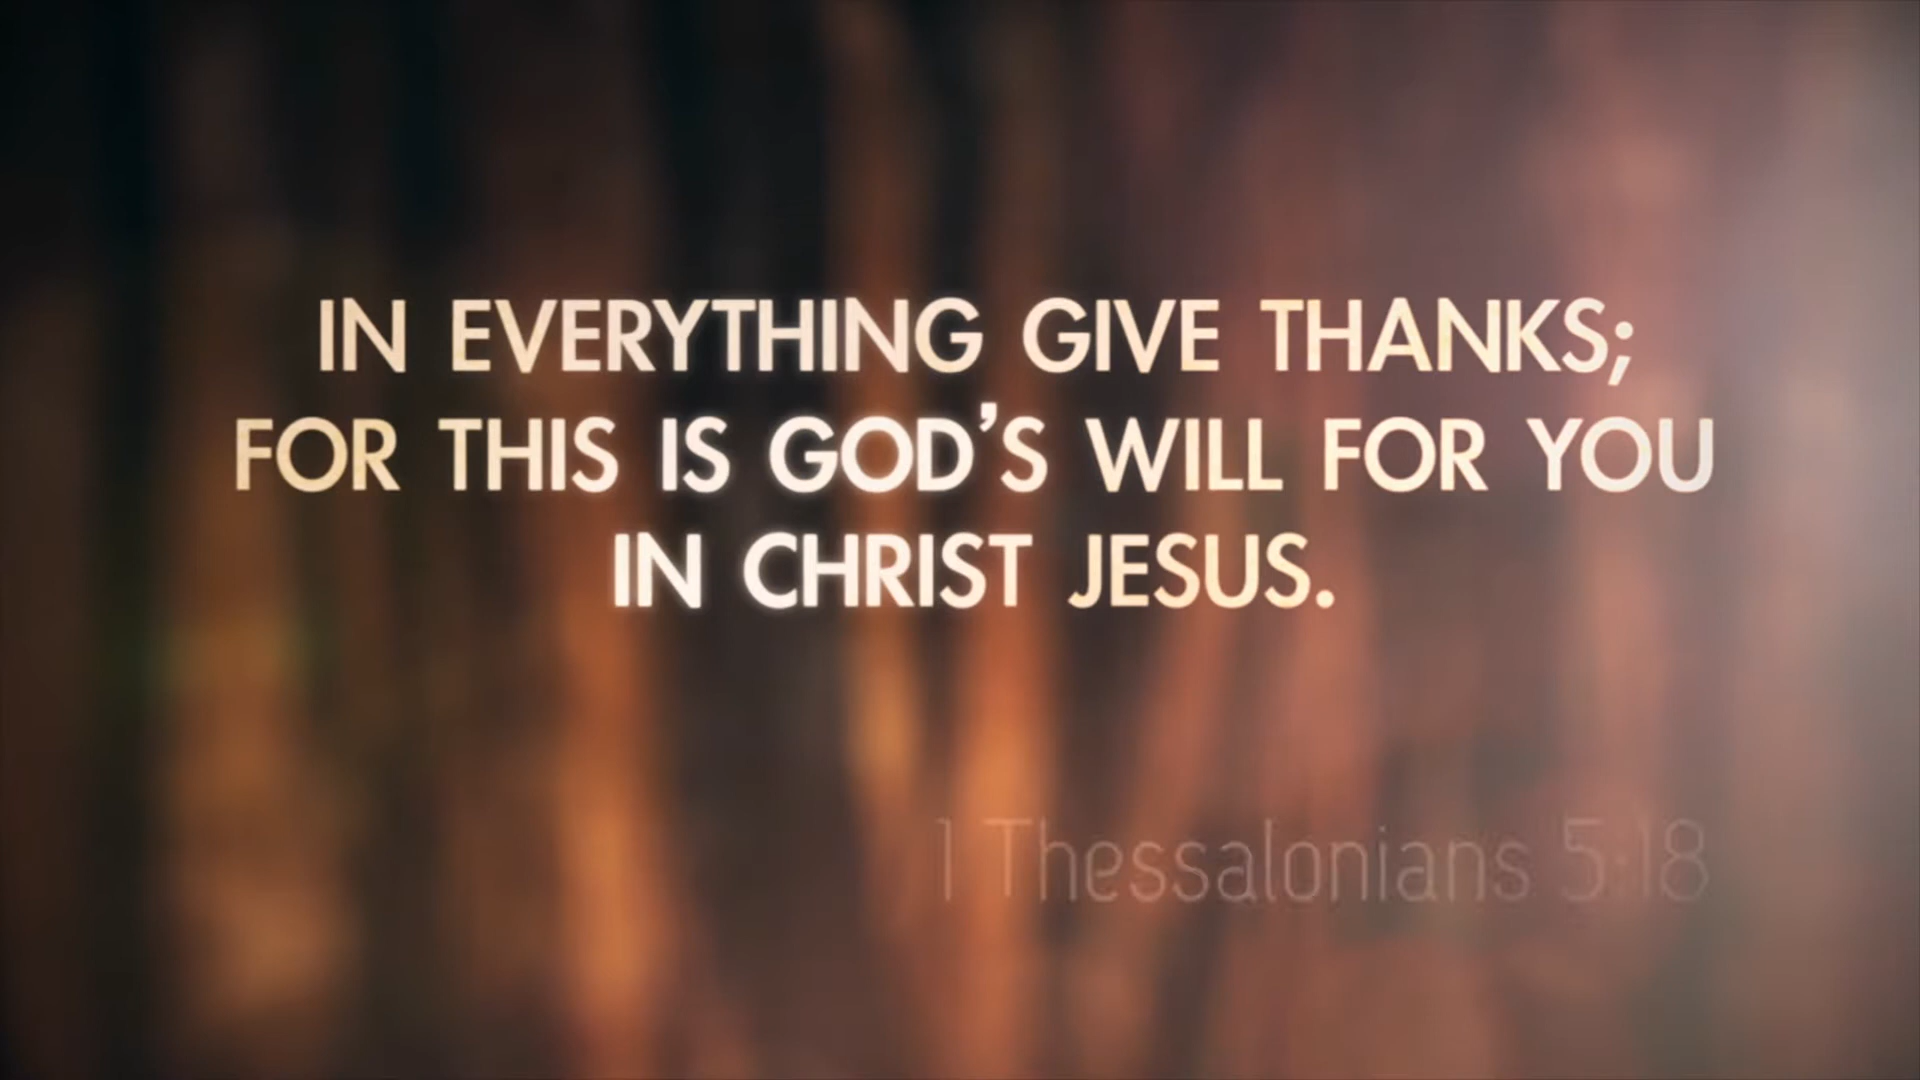 IN EVERYTHING GIVE THANKS;
FOR THIS IS GOD'S WILL FOR YOU
IN CHRIST JESUS.
1 Thessalonians 5:18